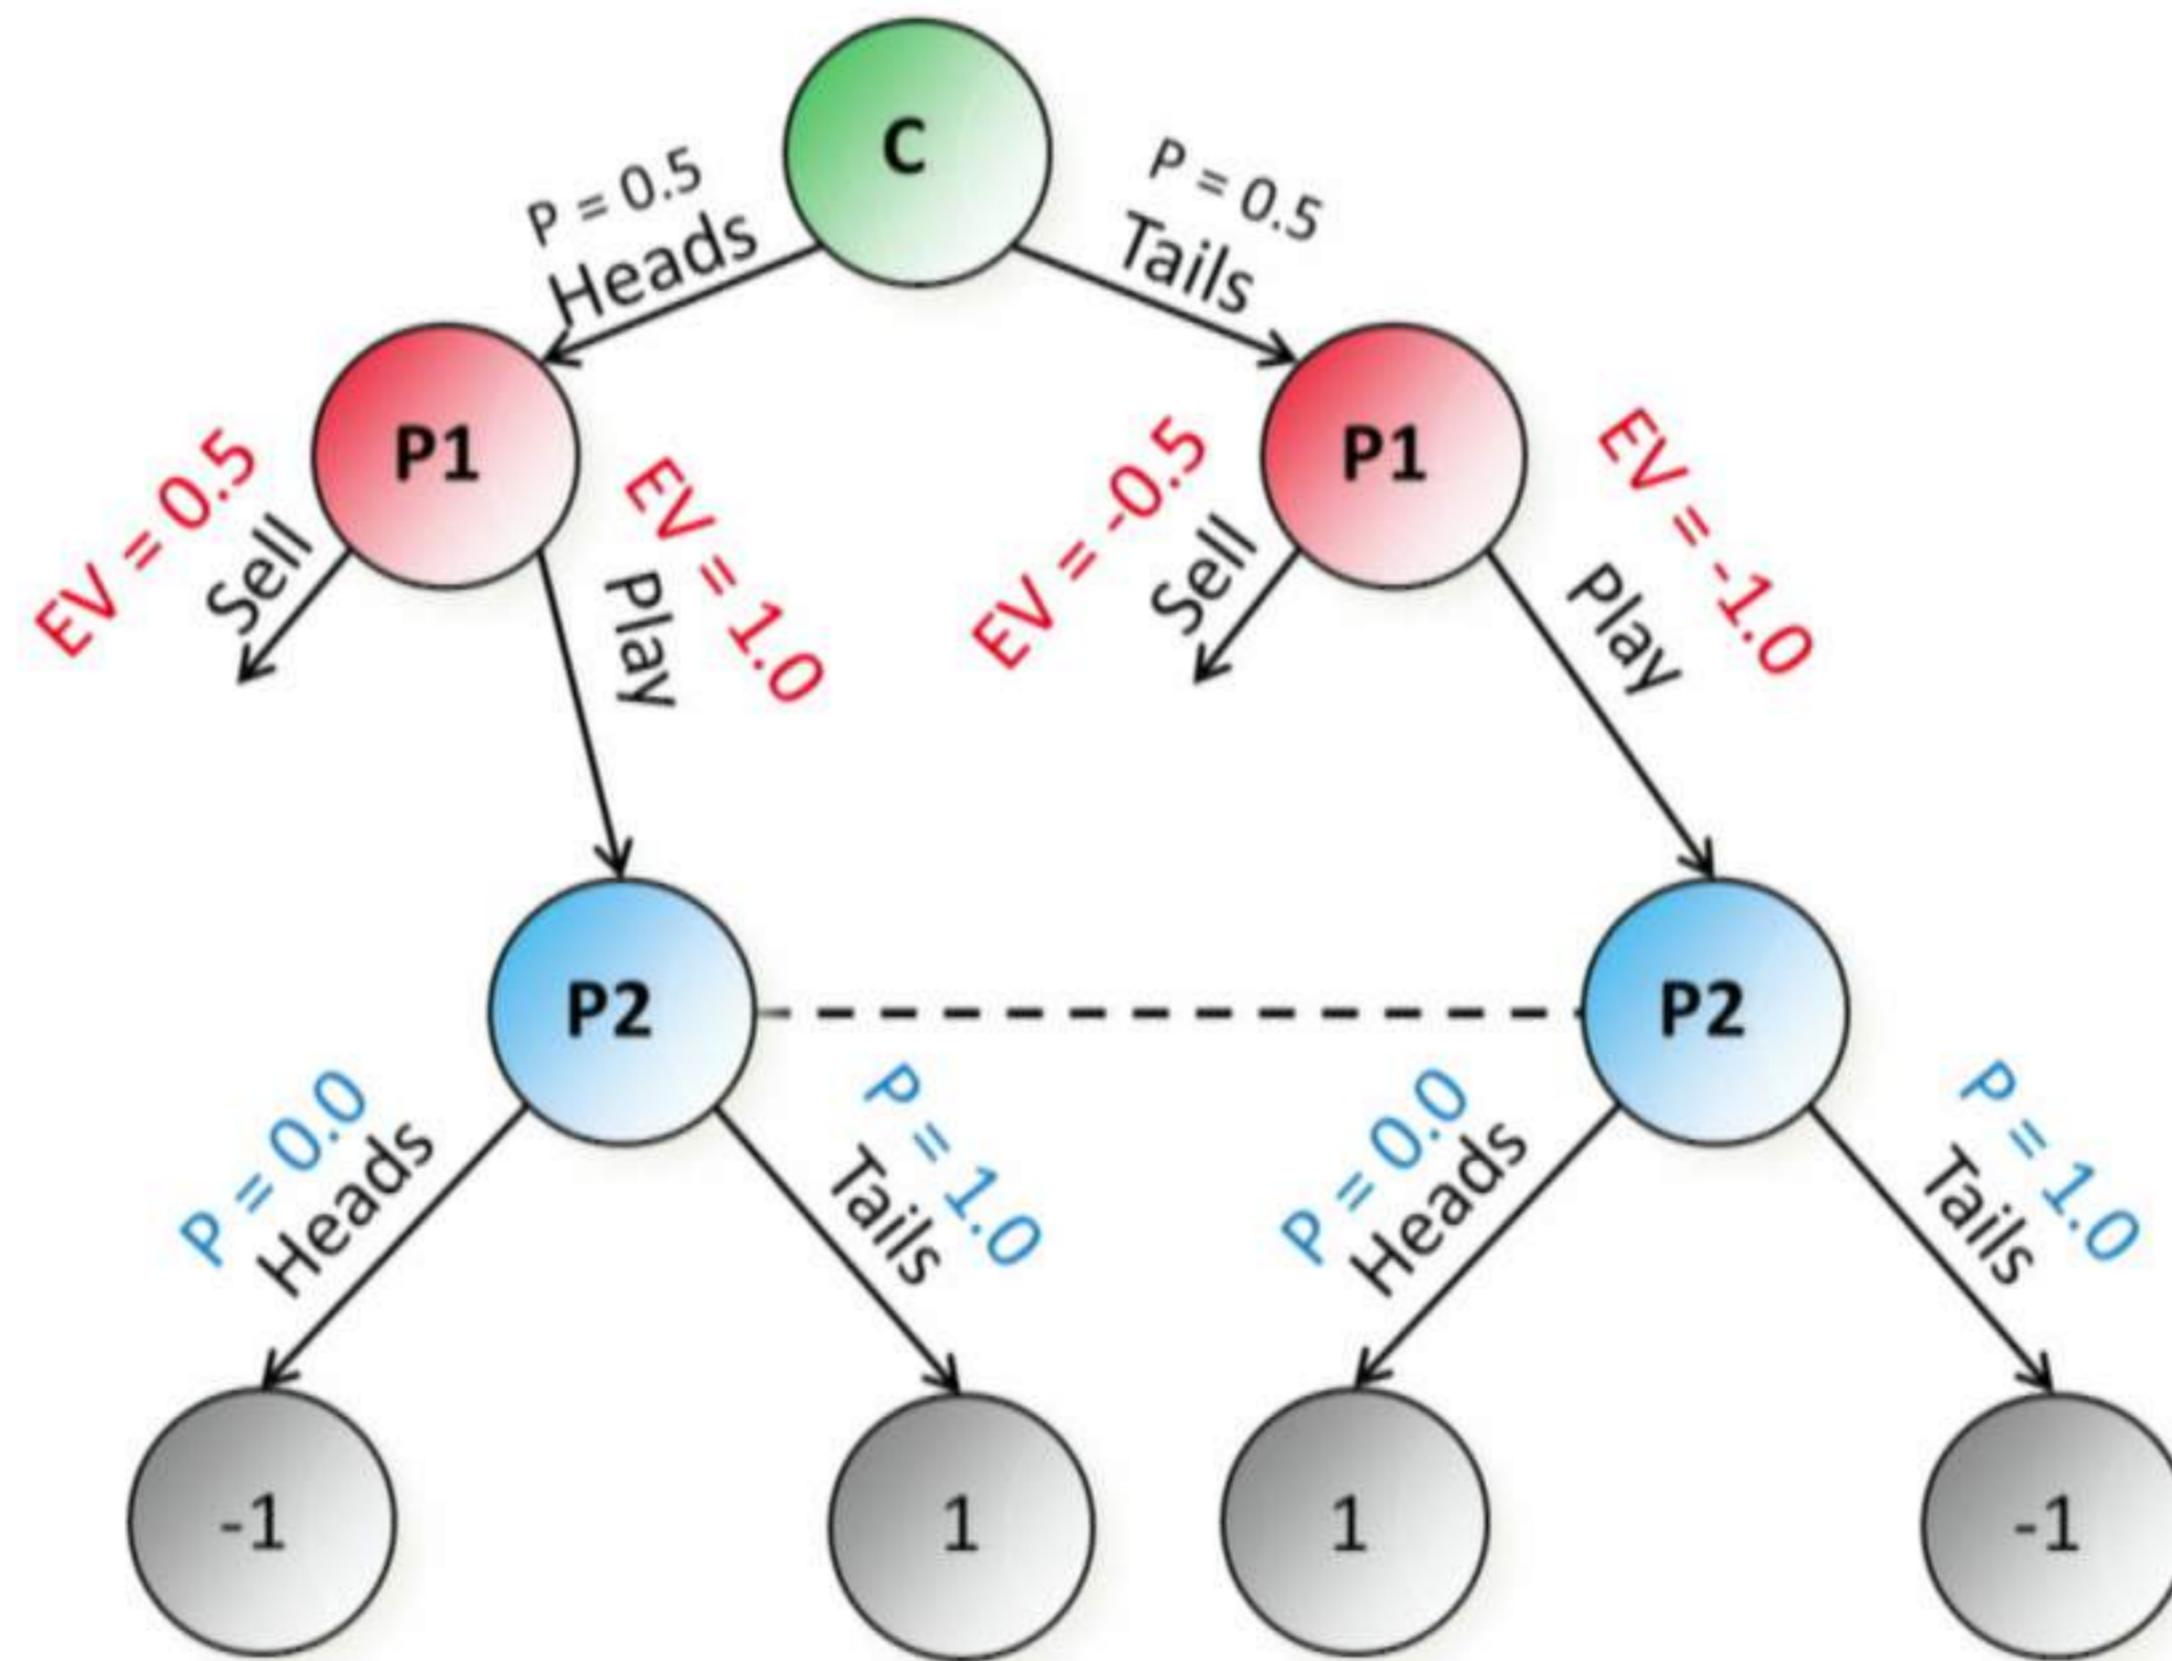 C
P = 0.5
Heads
P = 0.5
Tails
P1
P1
EV = 0.5
Sell
EV = 1.0
Play
EV = -0.5
Sell
EV = -1.0
Play
P2
P2
P = 0.0
Heads
P = 1.0
Tails
P = 0.0
Heads
P = 1.0
Tails
-1
1
1
-1